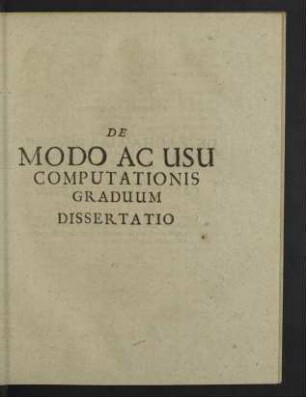 DE
MODO AC USU
COMPUTATIONIS
GRADUUM
DISSERTATIO